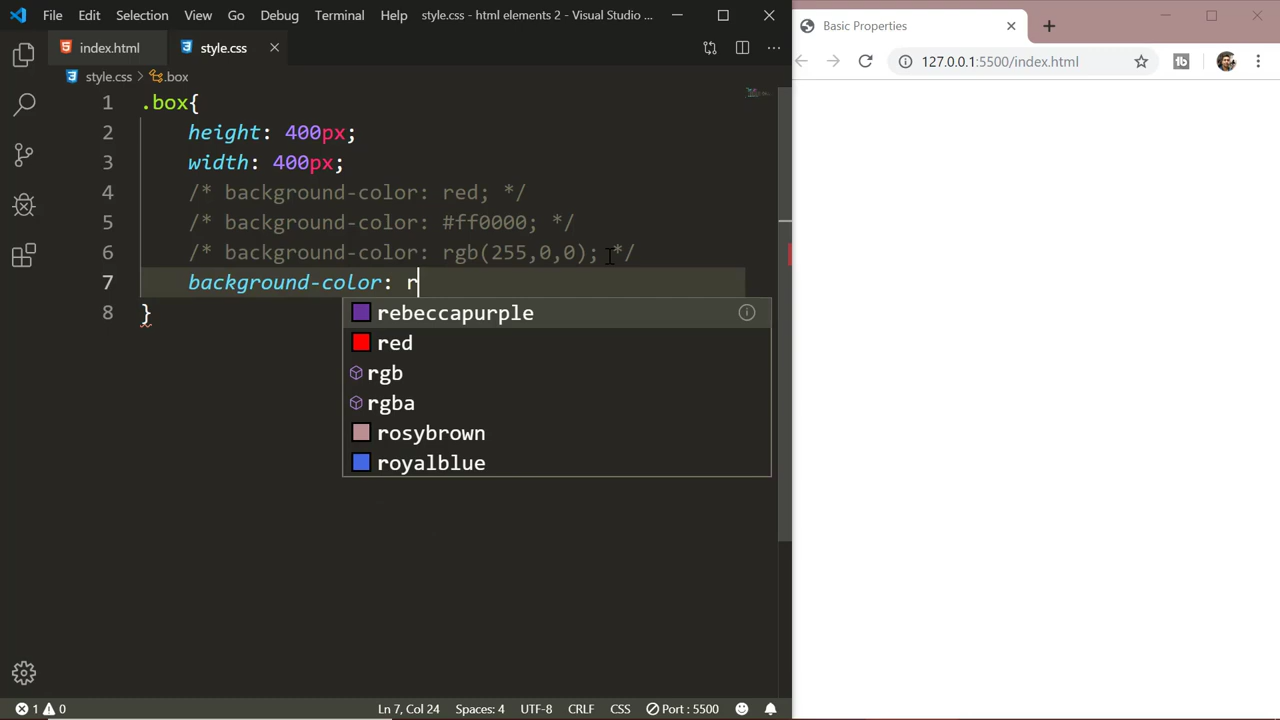 File Edit Selection View Go Debug Terminal Help style.css - html elements 2 - Visual Studio ...
Basic Properties
index.html
style.css
127.0.0.1:5500/index.html
style.css > .box
1 .box{
2 height: 400px;
3 width: 400px;
4 /* background-color: red; */
5 /* background-color: #ff0000; */
6 /* background-color: rgb(255,0,0); */
7 background-color: r
8 }
rebeccapurple
red
rgb
rgba
rosybrown
royalblue
1 0 Ln 7, Col 24 Spaces: 4 UTF-8 CRLF CSS Port : 5500